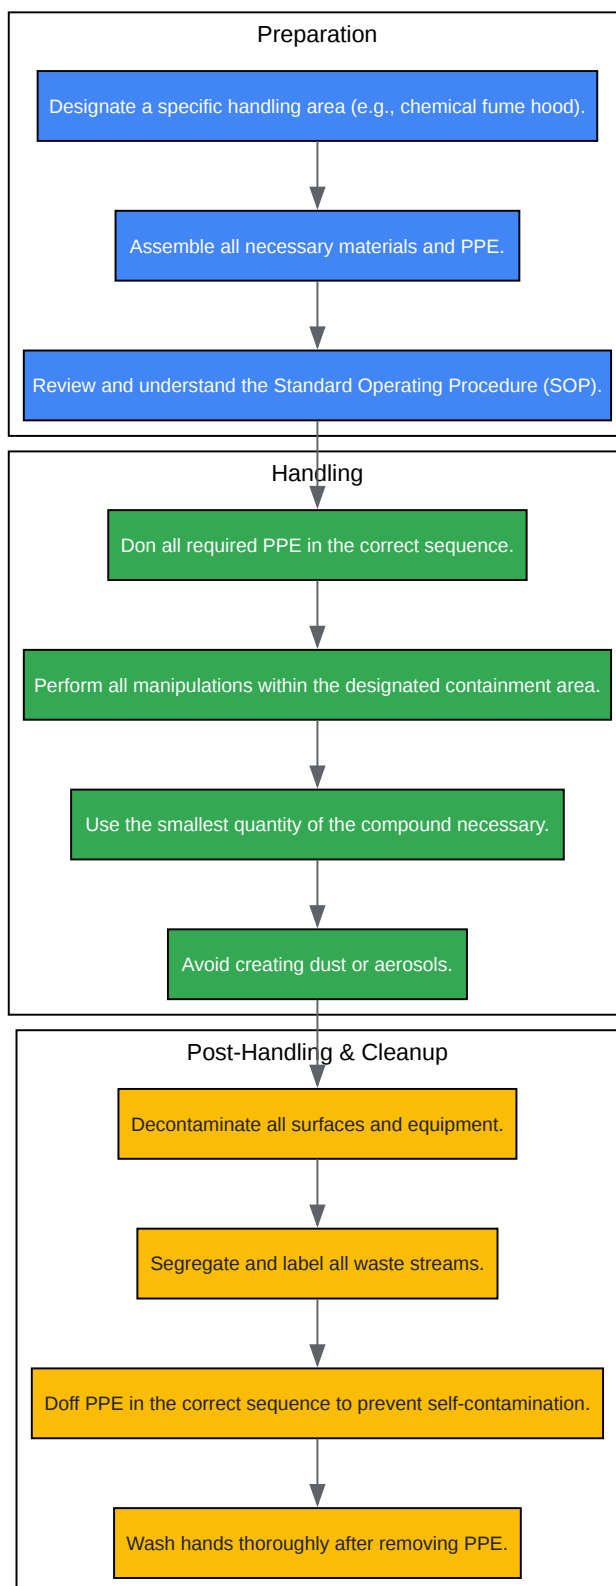 Preparation
Designate a specific handling area (e.g., chemical fume hood).
Assemble all necessary materials and PPE.
Review and understand the Standard Operating Procedure (SOP).
Handling
Don all required PPE in the correct sequence.
Perform all manipulations within the designated containment area.
Use the smallest quantity of the compound necessary.
Avoid creating dust or aerosols.
Post-Handling & Cleanup
Decontaminate all surfaces and equipment.
Segregate and label all waste streams.
Doff PPE in the correct sequence to prevent self-contamination.
Wash hands thoroughly after removing PPE.